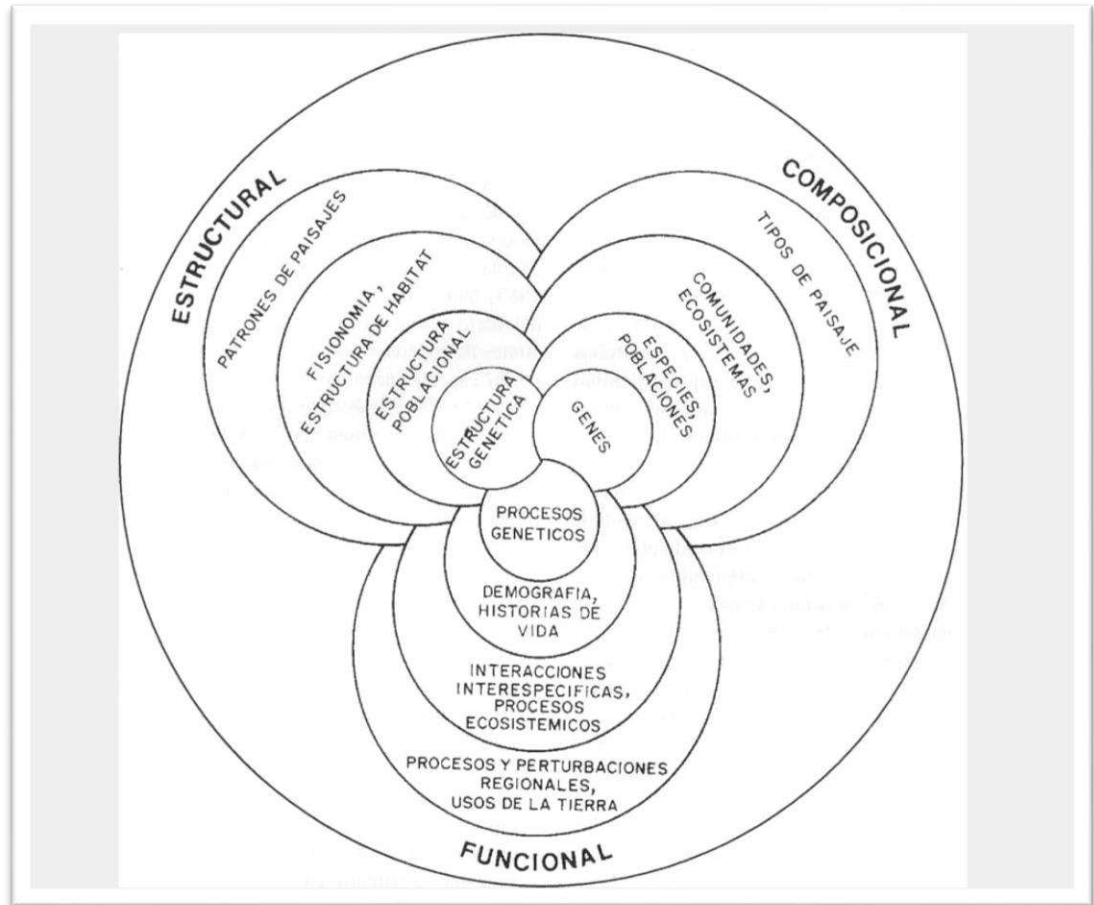 ESTRUCTURAL
PATRONES DE PAISAJES
FISIONOMIA,
ESTRUCTURA DE HABITAT
ESTRUCTURA
POBLACIONAL
ESTRUCTURA
GENETICA
COMPOSICIONAL
TIPOS DE PAISAJE
COMUNIDADES,
ECOSISTEMAS
ESPECIES,
POBLACIONES
GENES
PROCESOS
GENETICOS
DEMOGRAFIA,
HISTORIAS DE
VIDA
INTERACCIONES
INTERESPECIFICAS,
PROCESOS
ECOSISTEMICOS
PROCESOS Y PERTURBACIONES
REGIONALES,
USOS DE LA TIERRA
FUNCIONAL